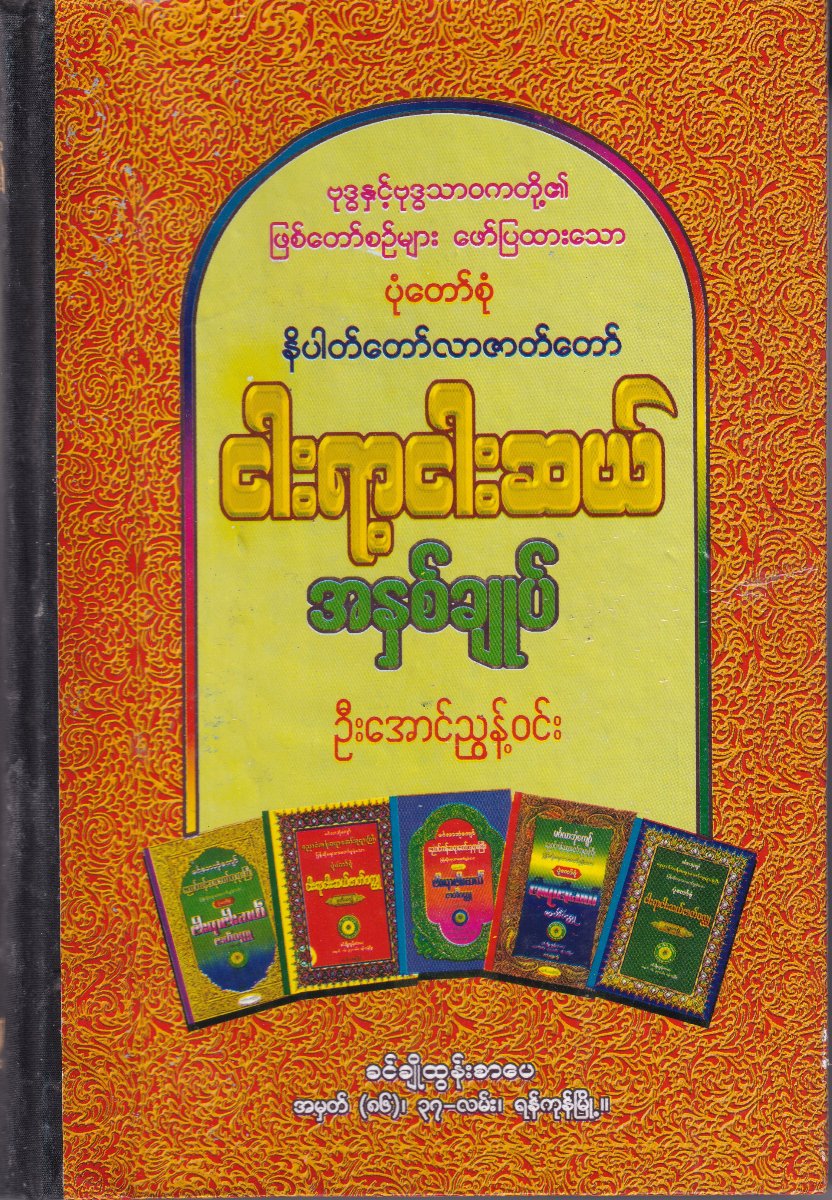 ဗုဒ္ဓနှင့်ဗုဒ္ဓသာဝကတို့၏
ဖြစ်တော်စဉ်များ ဖော်ပြထားသော
ပုံတော်စုံ
နိပါတ်တော်လာဇာတ်တော်
ငါးရာ့ငါးဆယ်
အနှစ်ချုပ်
ဦးအောင်ညွန့်ဝင်း
ခင်ချိုထွန်းစာပေ
အမှတ် (၈၆)၊ ၃၇-လမ်း၊ ရန်ကုန်မြို့။